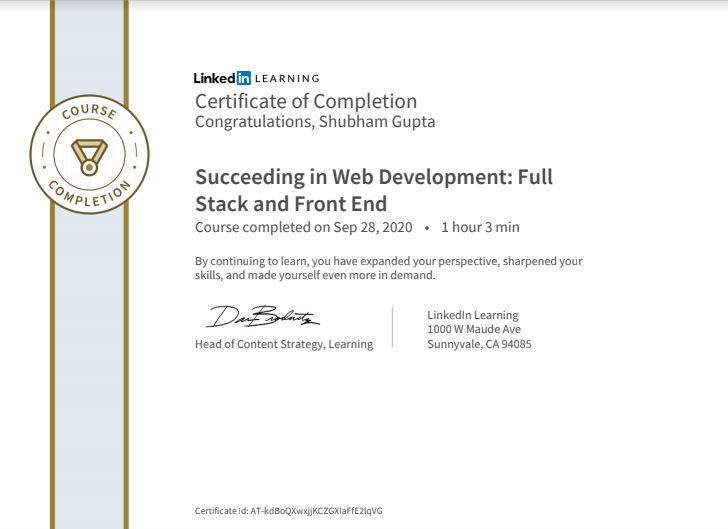 COURSE
COMPLETION
Linked in LEARNING
Certificate of Completion
Congratulations, Shubham Gupta
Succeeding in Web Development: Full
Stack and Front End
Course completed on Sep 28, 2020 • 1 hour 3 min
By continuing to learn, you have expanded your perspective, sharpened your
skills, and made yourself even more in demand.
Head of Content Strategy, Learning
LinkedIn Learning
1000 W Maude Ave
Sunnyvale, CA 94085
Certificate Id: AT-kdBoQXwxjjKCZGXIaFfE2lqVG